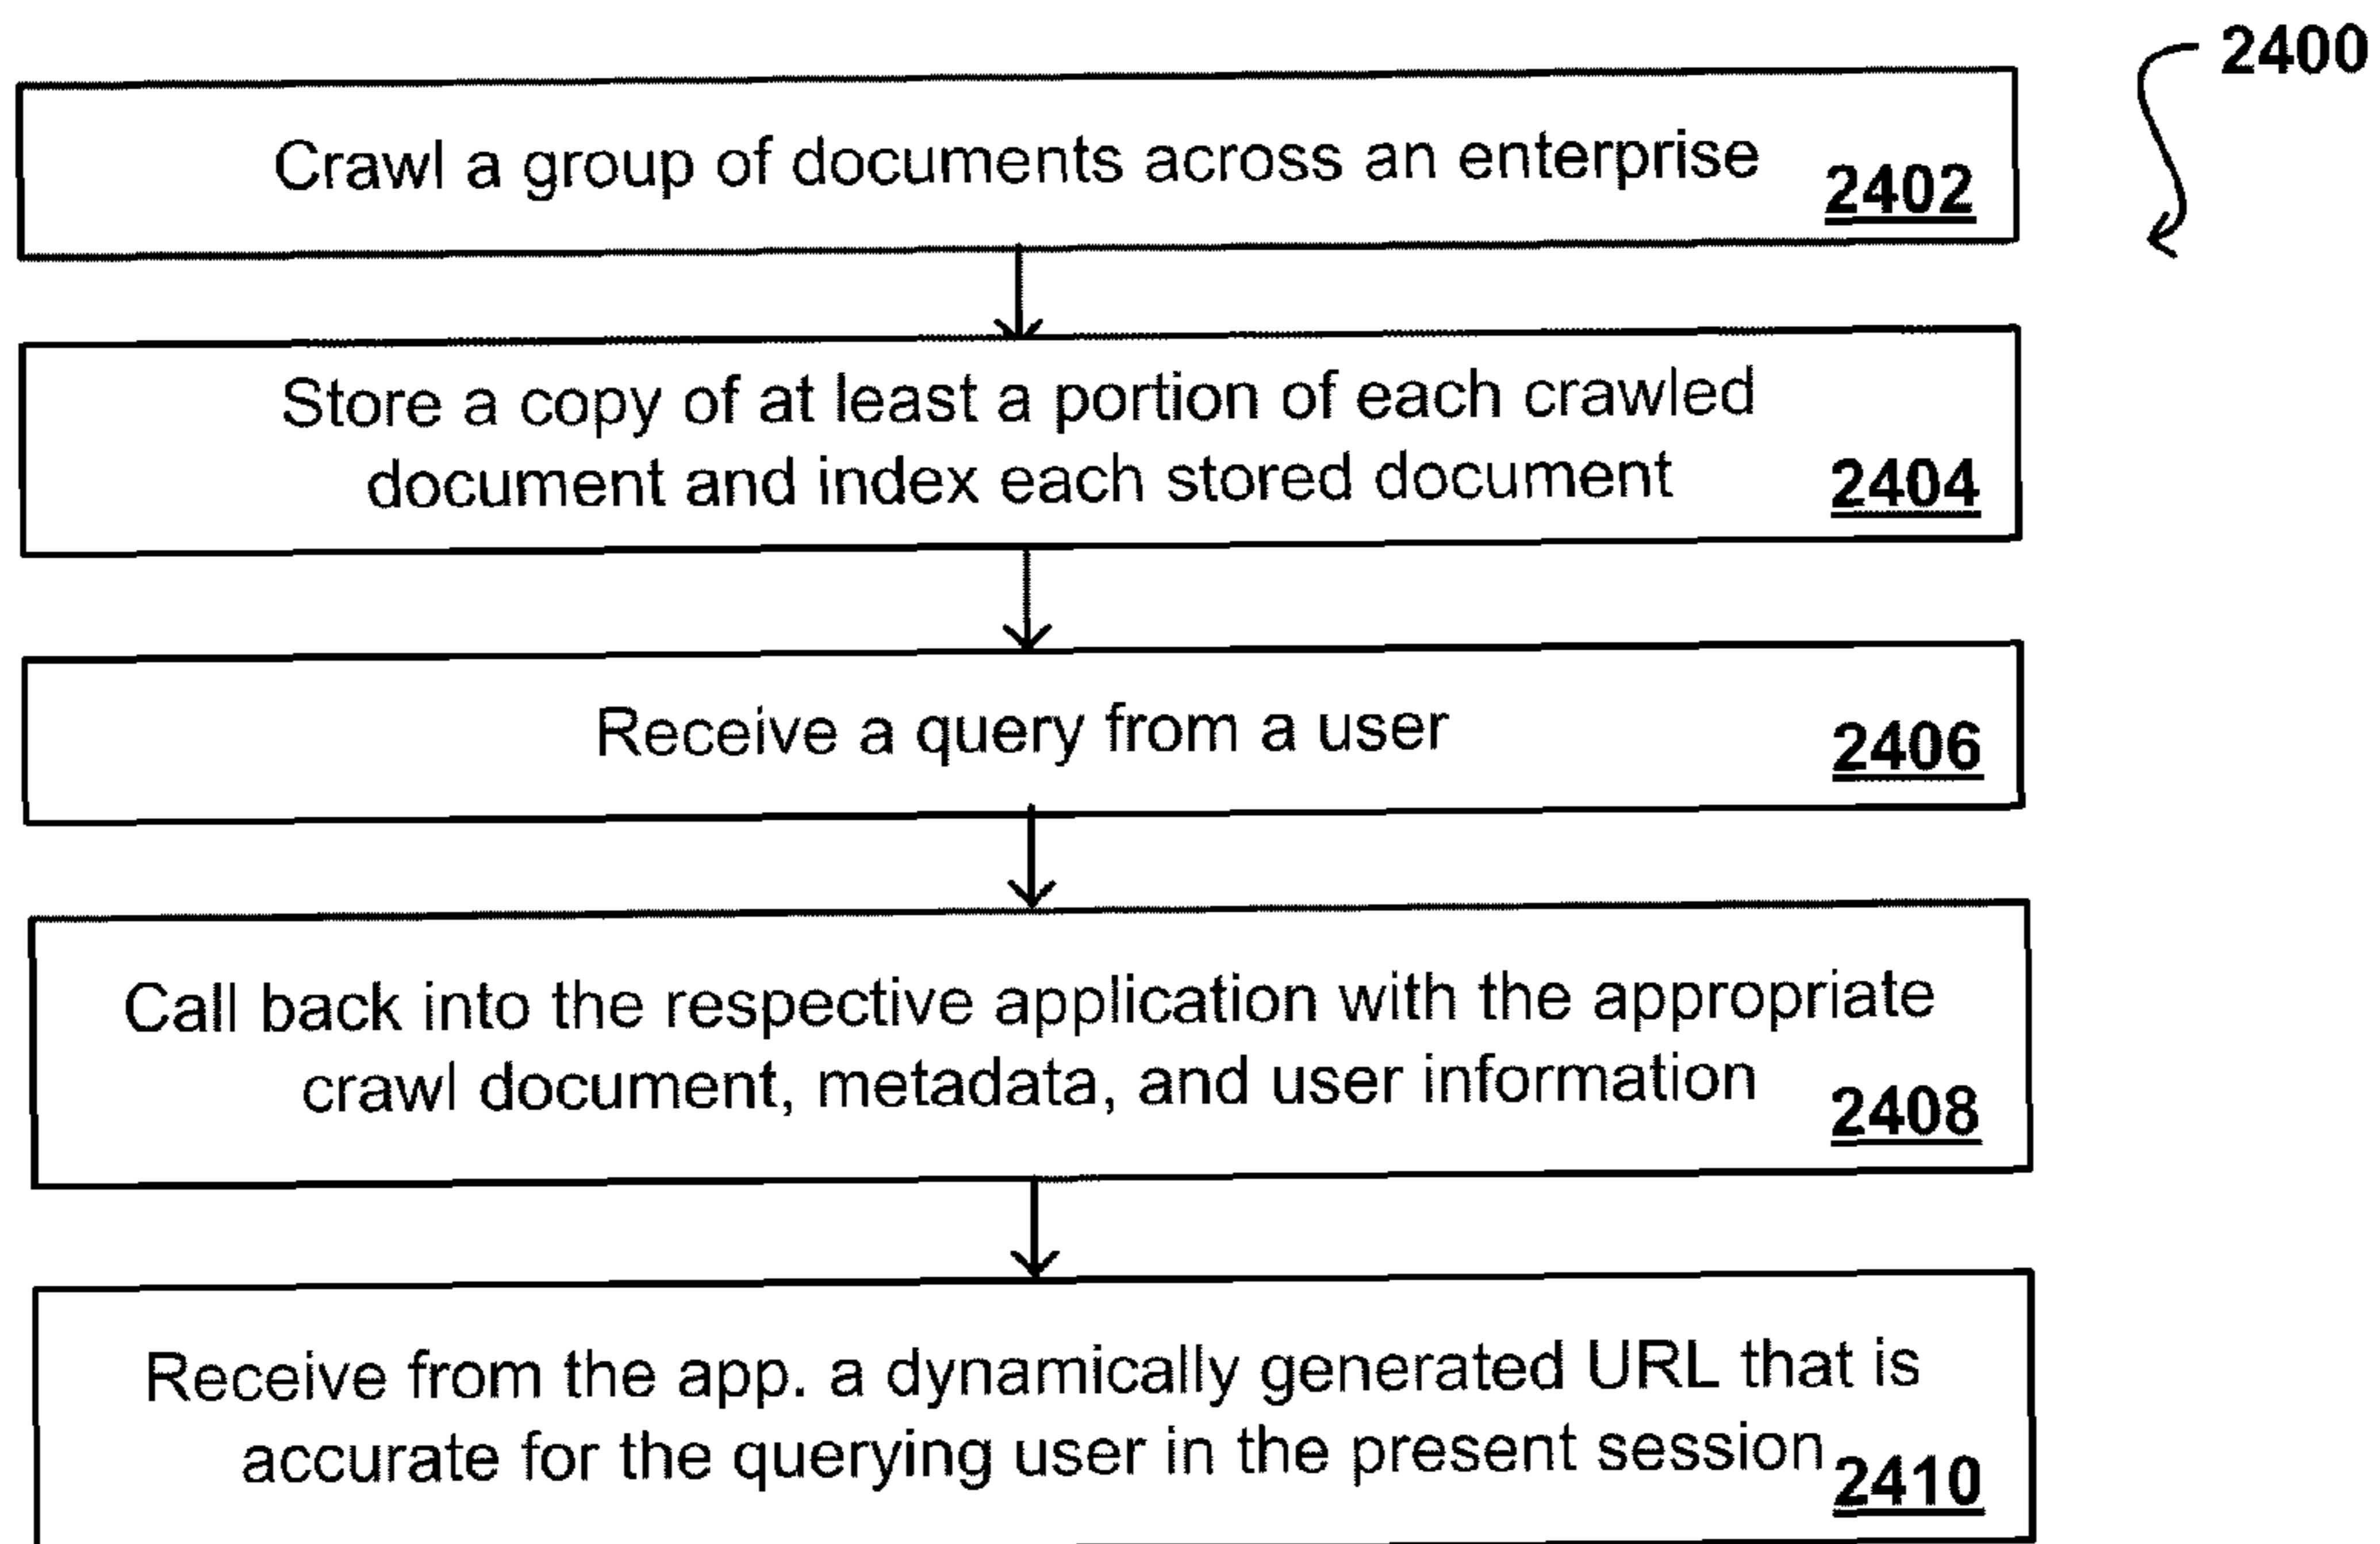 2400
Crawl a group of documents across an enterprise
2402
Store a copy of at least a portion of each crawled
document and index each stored document
2404
Receive a query from a user
2406
Call back into the respective application with the appropriate
crawl document, metadata, and user information
2408
Receive from the app. a dynamically generated URL that is
accurate for the querying user in the present session
2410